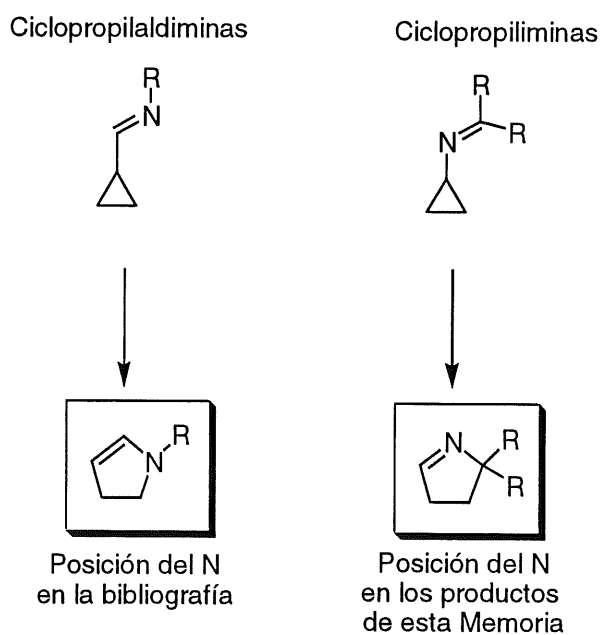 Ciclopropilaldiminas
Ciclopropiliminas
R
N
R
N
R
N
R
N
R
R
Posición del N
en la bibliografía
Posición del N
en los productos
de esta Memoria